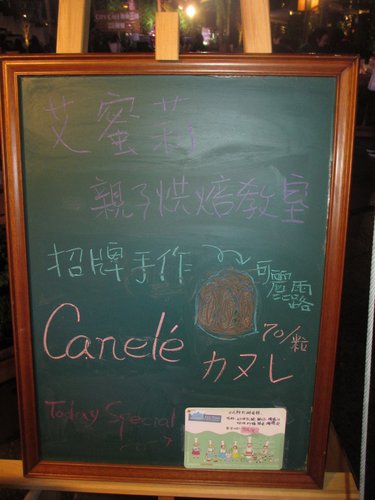 艾蜜莉
親子烘焙教室
招牌手作 可麗露
Canelé
70/粒
カヌレ
Today Special